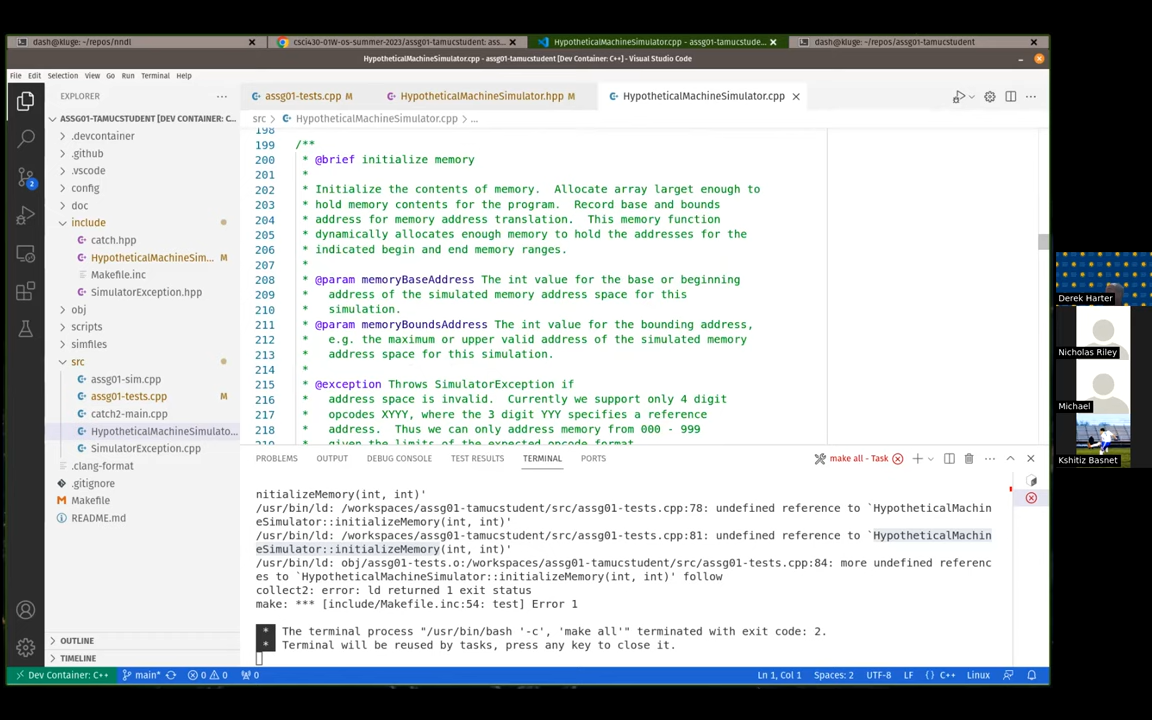 dash@kluge: ~/repos/nndl
csci430-01W-os-summer-2023/assg01-tamucstudent: ass...
HypotheticalMachineSimulator.cpp - assg01-tamucstude...
dash@kluge: ~/repos/assg01-tamucstudent
HypotheticalMachineSimulator.cpp - assg01-tamucstudent [Dev Container: C++] - Visual Studio Code
File Edit Selection View Go Run Terminal Help
EXPLORER
assg01-tests.cpp M
HypotheticalMachineSimulator.hpp M
HypotheticalMachineSimulator.cpp
ASSG01-TAMUCSTUDENT [DEV CONTAINER: C...
src > HypotheticalMachineSimulator.cpp > ...
.devcontainer
.github
.vscode
config
doc
include
catch.hpp
HypotheticalMachineSim... M
Makefile.inc
SimulatorException.hpp
obj
scripts
simfiles
src
assg01-sim.cpp
assg01-tests.cpp M
catch2-main.cpp
HypotheticalMachineSimulato...
SimulatorException.cpp
.clang-format
.gitignore
Makefile
README.md
OUTLINE
TIMELINE
2
198
199 /**
200 * @brief initialize memory
201 *
202 * Initialize the contents of memory.  Allocate array larget enough to
203 * hold memory contents for the program.  Record base and bounds
204 * address for memory address translation.  This memory function
205 * dynamically allocates enough memory to hold the addresses for the
206 * indicated begin and end memory ranges.
207 *
208 * @param memoryBaseAddress The int value for the base or beginning
209 *   address of the simulated memory address space for this
210 *   simulation.
211 * @param memoryBoundsAddress The int value for the bounding address,
212 *   e.g. the maximum or upper valid address of the simulated memory
213 *   address space for this simulation.
214 *
215 * @exception Throws SimulatorException if
216 *   address space is invalid.  Currently we support only 4 digit
217 *   opcodes XYYY, where the 3 digit YYY specifies a reference
218 *   address.  Thus we can only address memory from 000 - 999
219 *   given the limits of the expected opcode format.
PROBLEMS OUTPUT DEBUG CONSOLE TEST RESULTS TERMINAL PORTS
make all - Task
nitializeMemory(int, int)'
/usr/bin/ld: /workspaces/assg01-tamucstudent/src/assg01-tests.cpp:78: undefined reference to `HypotheticalMachin
eSimulator::initializeMemory(int, int)'
/usr/bin/ld: /workspaces/assg01-tamucstudent/src/assg01-tests.cpp:81: undefined reference to `HypotheticalMachin
eSimulator::initializeMemory(int, int)'
/usr/bin/ld: obj/assg01-tests.o:/workspaces/assg01-tamucstudent/src/assg01-tests.cpp:84: more undefined referenc
es to `HypotheticalMachineSimulator::initializeMemory(int, int)' follow
collect2: error: ld returned 1 exit status
make: *** [include/Makefile.inc:54: test] Error 1
* The terminal process "/usr/bin/bash '-c', 'make all'" terminated with exit code: 2.
* Terminal will be reused by tasks, press any key to close it.
Dev Container: C++ main* 0 0 0
Ln 1, Col 1 Spaces: 2 UTF-8 LF {} C++ Linux
Derek Harter
Nicholas Riley
Michael
Kshitiz Basnet